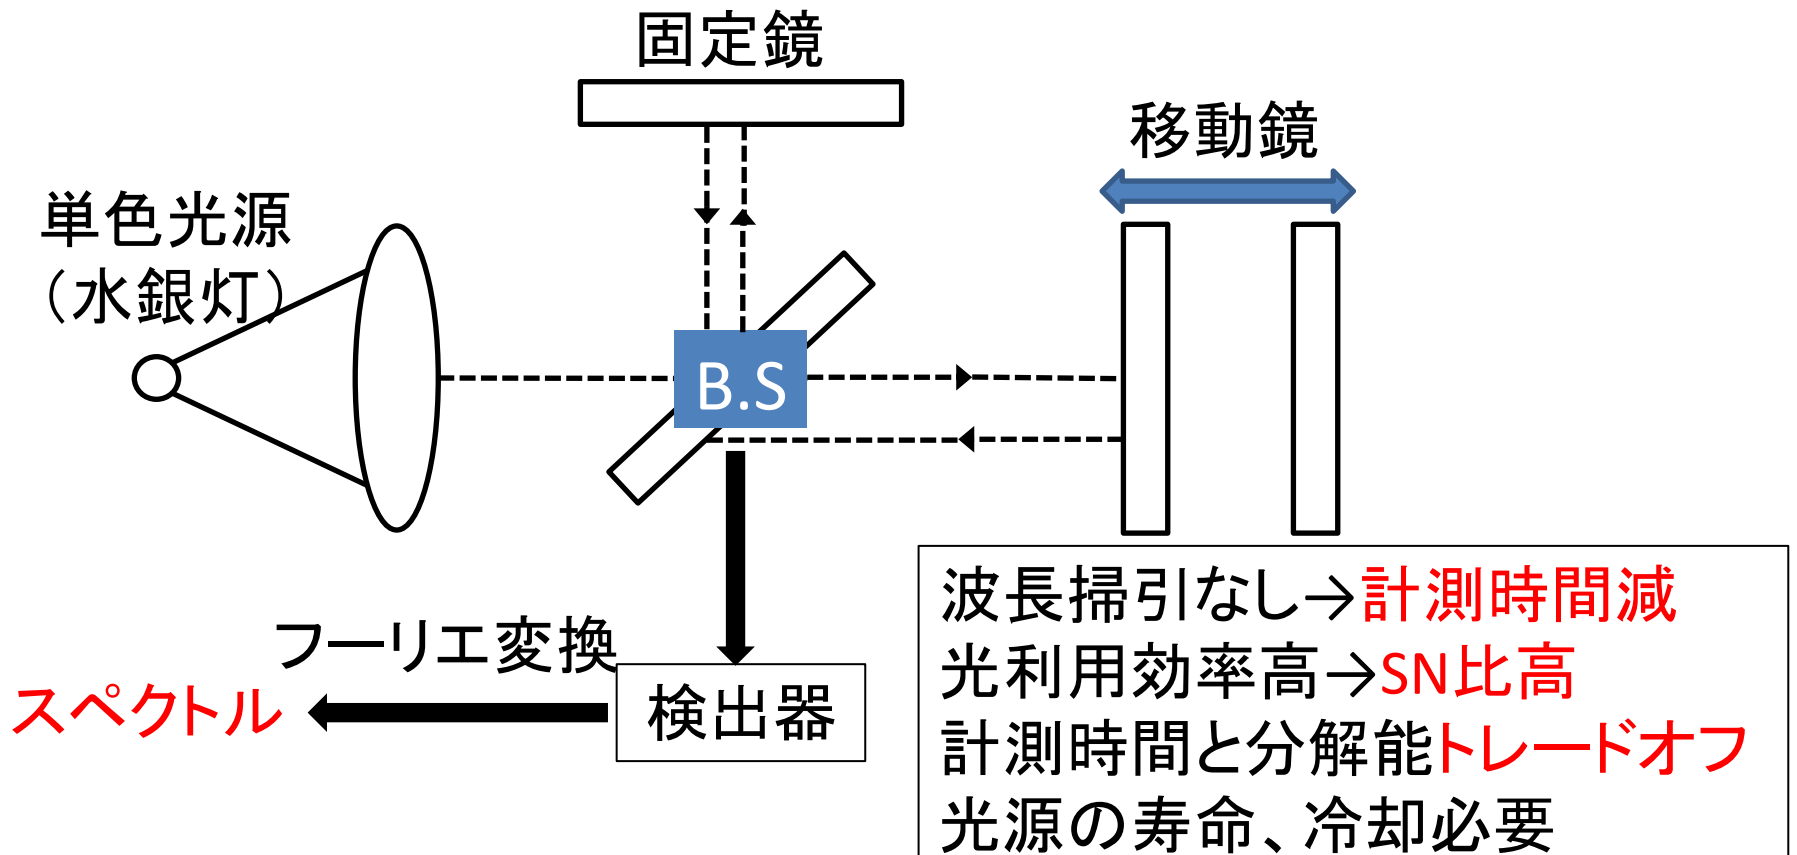 固定鏡
移動鏡
単色光源
（水銀灯）
B.S
波長掃引なし→計測時間減
光利用効率高→SN比高
計測時間と分解能トレードオフ
光源の寿命、冷却必要
フーリエ変換
スペクトル
検出器